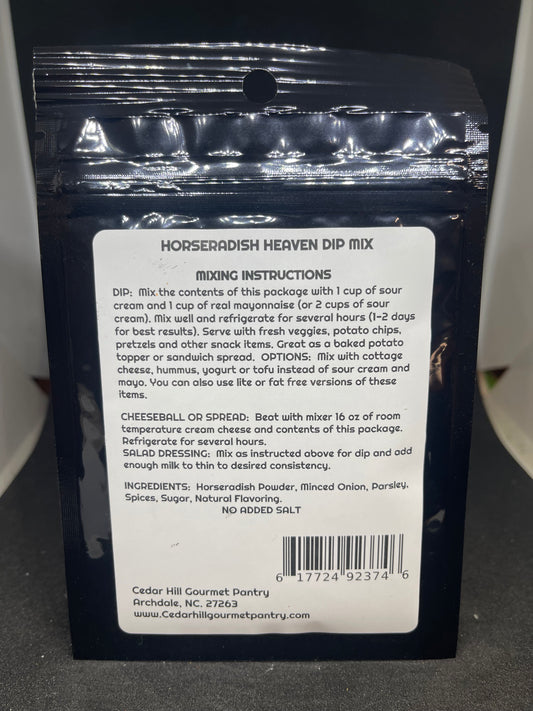 HORSERADISH HEAVEN DIP MIX
MIXING INSTRUCTIONS
DIP: Mix the contents of this package with 1 cup of sour
cream and 1 cup of real mayonnaise (or 2 cups of sour
cream). Mix well and refrigerate for several hours (1-2 days
for best results). Serve with fresh veggies, potato chips,
pretzels and other snack items. Great as a baked potato
topper or sandwich spread. OPTIONS: Mix with cottage
cheese, hummus, yogurt or tofu instead of sour cream and
mayo. You can also use lite or fat free versions of these
items.
CHEESEBALL OR SPREAD: Beat with mixer 16 oz of room
temperature cream cheese and contents of this package.
Refrigerate for several hours.
SALAD DRESSING: Mix as instructed above for dip and add
enough milk to thin to desired consistency.
INGREDIENTS: Horseradish Powder, Minced Onion, Parsley,
Spices, Sugar, Natural Flavoring.
NO ADDED SALT
6 17724 92374 6
Cedar Hill Gourmet Pantry
Archdale, NC. 27263
www.Cedarhillgourmetpantry.com